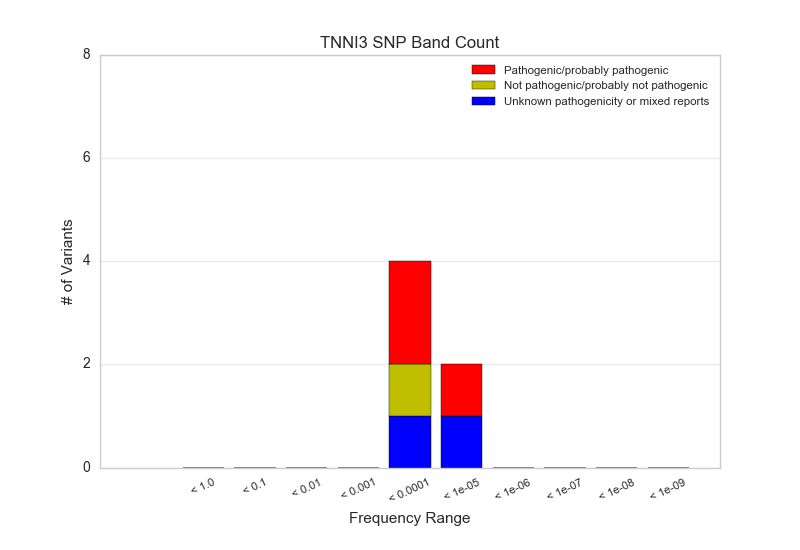 TNNI3 SNP Band Count
8
6
4
2
0
# of Variants
Pathogenic/probably pathogenic
Not pathogenic/probably not pathogenic
Unknown pathogenicity or mixed reports
< 1.0
< 0.1
< 0.01
< 0.001
< 0.0001
< 1e-05
< 1e-06
< 1e-07
< 1e-08
< 1e-09
Frequency Range